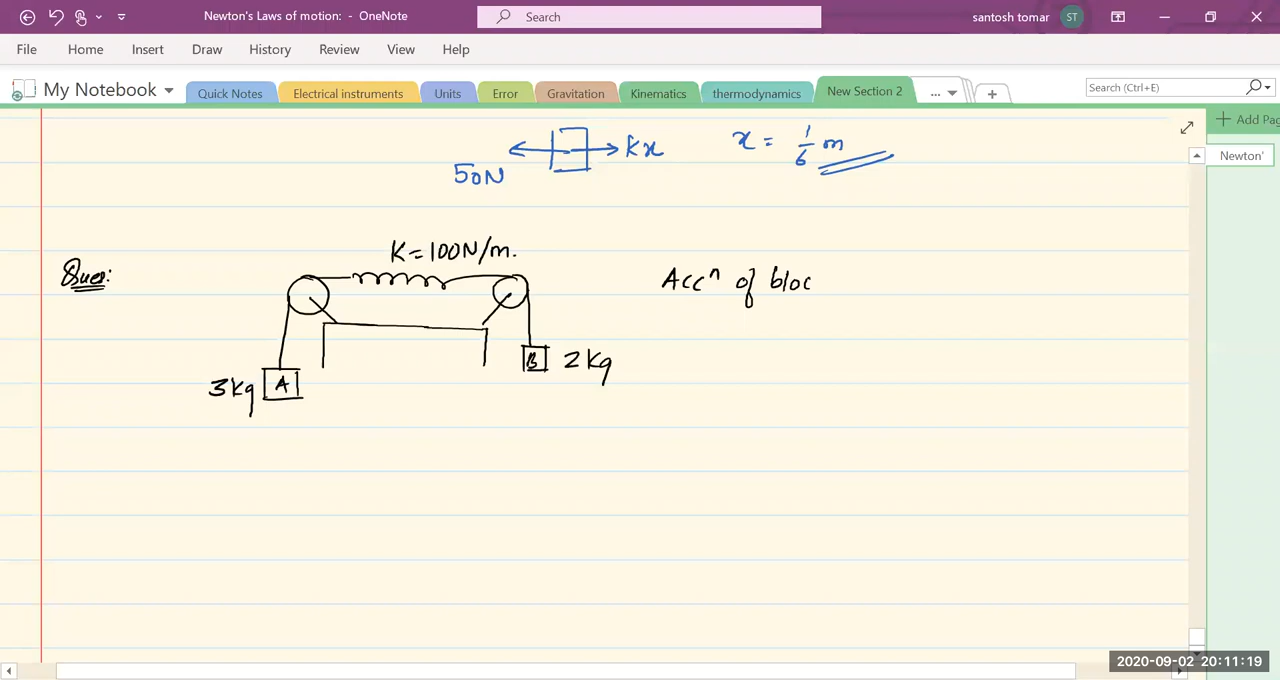 Newton's Laws of motion: - OneNote
Search
santosh tomar
ST
File Home Insert Draw History Review View Help
My Notebook
Quick Notes
Electrical instruments
Units
Error
Gravitation
Kinematics
thermodynamics
New Section 2
...
Search (Ctrl+E)
Add Pag
Newton'
50N
kx
x = 1/6 m
Ques:
K=100N/m.
Accⁿ of bloc
3kg
A
B
2kg
2020-09-02 20:11:19